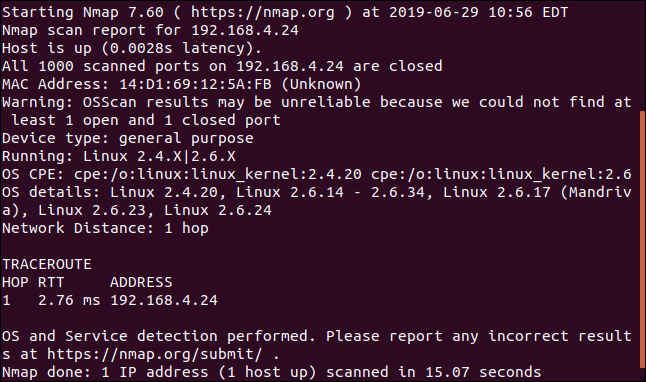 Starting Nmap 7.60 ( https://nmap.org ) at 2019-06-29 10:56 EDT
Nmap scan report for 192.168.4.24
Host is up (0.0028s latency).
All 1000 scanned ports on 192.168.4.24 are closed
MAC Address: 14:D1:69:12:5A:FB (Unknown)
Warning: OSScan results may be unreliable because we could not find at
 least 1 open and 1 closed port
Device type: general purpose
Running: Linux 2.4.X|2.6.X
OS CPE: cpe:/o:linux:linux_kernel:2.4.20 cpe:/o:linux:linux_kernel:2.6
OS details: Linux 2.4.20, Linux 2.6.14 - 2.6.34, Linux 2.6.17 (Mandriv
a), Linux 2.6.23, Linux 2.6.24
Network Distance: 1 hop

TRACEROUTE
HOP RTT     ADDRESS
1   2.76 ms 192.168.4.24

OS and Service detection performed. Please report any incorrect result
s at https://nmap.org/submit/ .
Nmap done: 1 IP address (1 host up) scanned in 15.07 seconds